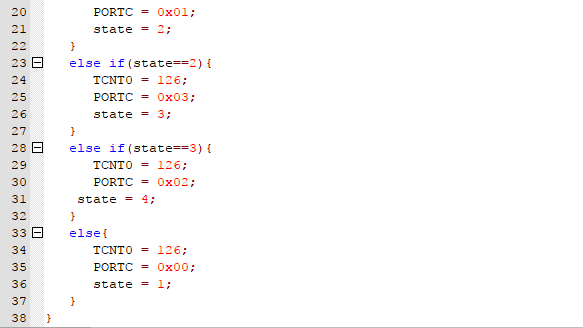 20 PORTC = 0x01;
21 state = 2;
22 }
23 else if(state==2){
24 TCNT0 = 126;
25 PORTC = 0x03;
26 state = 3;
27 }
28 else if(state==3){
29 TCNT0 = 126;
30 PORTC = 0x02;
31 state = 4;
32 }
33 else{
34 TCNT0 = 126;
35 PORTC = 0x00;
36 state = 1;
37 }
38 }